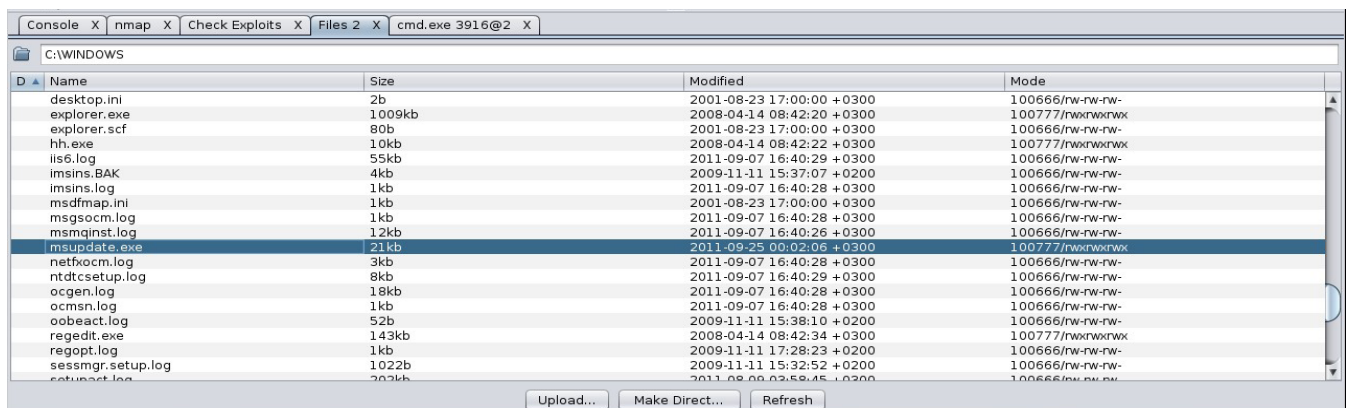 Console X nmap X Check Exploits X Files 2 X cmd.exe 3916@2 X
C:\WINDOWS
D Name Size Modified Mode
desktop.ini 2b 2001-08-23 17:00:00 +0300 100666/rw-rw-rw-
explorer.exe 1009kb 2008-04-14 08:42:20 +0300 100777/rwxrwxrwx
explorer.scf 80b 2001-08-23 17:00:00 +0300 100666/rw-rw-rw-
hh.exe 10kb 2008-04-14 08:42:22 +0300 100777/rwxrwxrwx
iis6.log 55kb 2011-09-07 16:40:29 +0300 100666/rw-rw-rw-
imsins.BAK 4kb 2009-11-11 15:37:07 +0200 100666/rw-rw-rw-
imsins.log 1kb 2011-09-07 16:40:28 +0300 100666/rw-rw-rw-
msdfmap.ini 1kb 2001-08-23 17:00:00 +0300 100666/rw-rw-rw-
msgsocm.log 1kb 2011-09-07 16:40:28 +0300 100666/rw-rw-rw-
msmqinst.log 12kb 2011-09-07 16:40:26 +0300 100666/rw-rw-rw-
msupdate.exe 21kb 2011-09-25 00:02:06 +0300 100777/rwxrwxrwx
netfxocm.log 3kb 2011-09-07 16:40:28 +0300 100666/rw-rw-rw-
ntdtcsetup.log 8kb 2011-09-07 16:40:29 +0300 100666/rw-rw-rw-
ocgen.log 18kb 2011-09-07 16:40:28 +0300 100666/rw-rw-rw-
ocmsn.log 1kb 2011-09-07 16:40:28 +0300 100666/rw-rw-rw-
oobeact.log 52b 2009-11-11 15:38:10 +0200 100666/rw-rw-rw-
regedit.exe 143kb 2008-04-14 08:42:34 +0300 100777/rwxrwxrwx
regopt.log 1kb 2009-11-11 17:28:23 +0200 100666/rw-rw-rw-
sessmgr.setup.log 1022b 2009-11-11 15:32:52 +0200 100666/rw-rw-rw-
setupact.log 202kb 2011-08-09 03:58:45 +0300 100666/rw-rw-rw-
Upload... Make Direct... Refresh